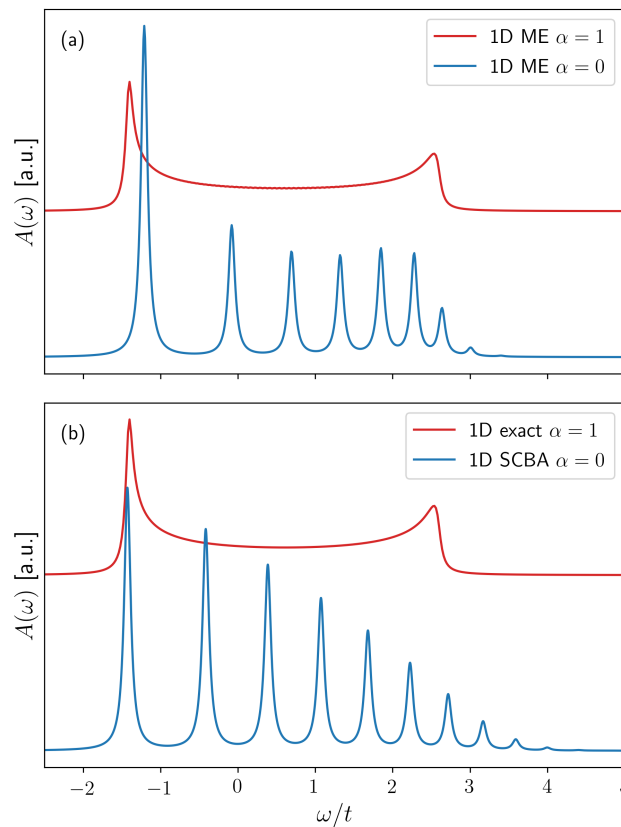 (a)
1D ME α = 1
1D ME α = 0
A(ω) [a.u.]
(b)
1D exact α = 1
1D SCBA α = 0
A(ω) [a.u.]
−2 −1 0 1 2 3 4
ω/t